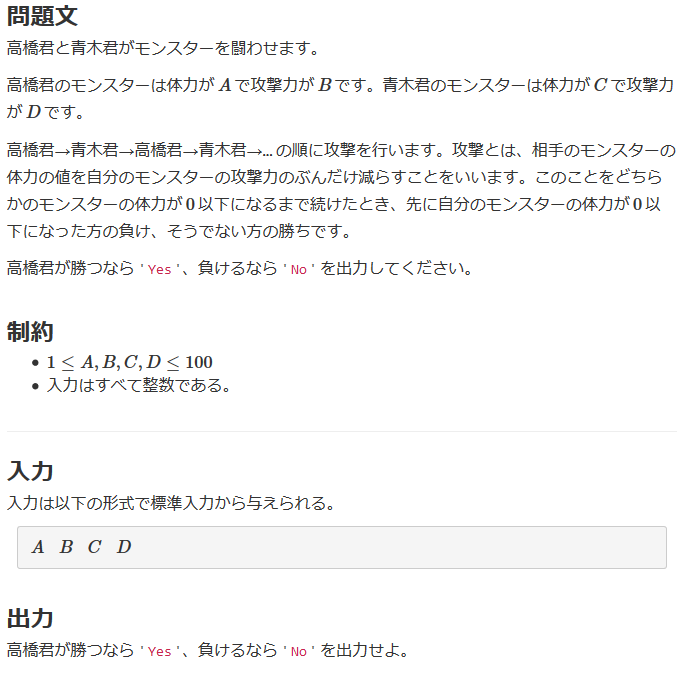 問題文
高橋君と青木君がモンスターを闘わせます。
高橋君のモンスターは体力が A で攻撃力が B です。青木君のモンスターは体力が C で攻撃力
が D です。
高橋君→青木君→高橋君→青木君→... の順に攻撃を行います。攻撃とは、相手のモンスターの
体力の値を自分のモンスターの攻撃力のぶんだけ減らすことをいいます。このことをどちら
かのモンスターの体力が 0 以下になるまで続けたとき、先に自分のモンスターの体力が 0 以
下になった方の負け、そうでない方の勝ちです。
高橋君が勝つなら 'Yes'、負けるなら 'No' を出力してください。
制約
• 1 ≤ A, B, C, D ≤ 100
• 入力はすべて整数である。
入力
入力は以下の形式で標準入力から与えられる。
A B C D
出力
高橋君が勝つなら 'Yes'、負けるなら 'No' を出力せよ。